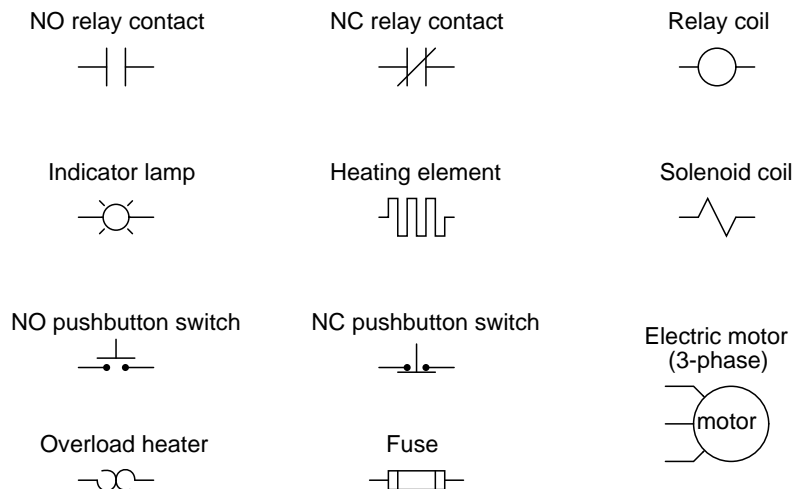 NO relay contact
NC relay contact
Relay coil
Indicator lamp
Heating element
Solenoid coil
NO pushbutton switch
NC pushbutton switch
Electric motor
(3-phase)
motor
Overload heater
Fuse